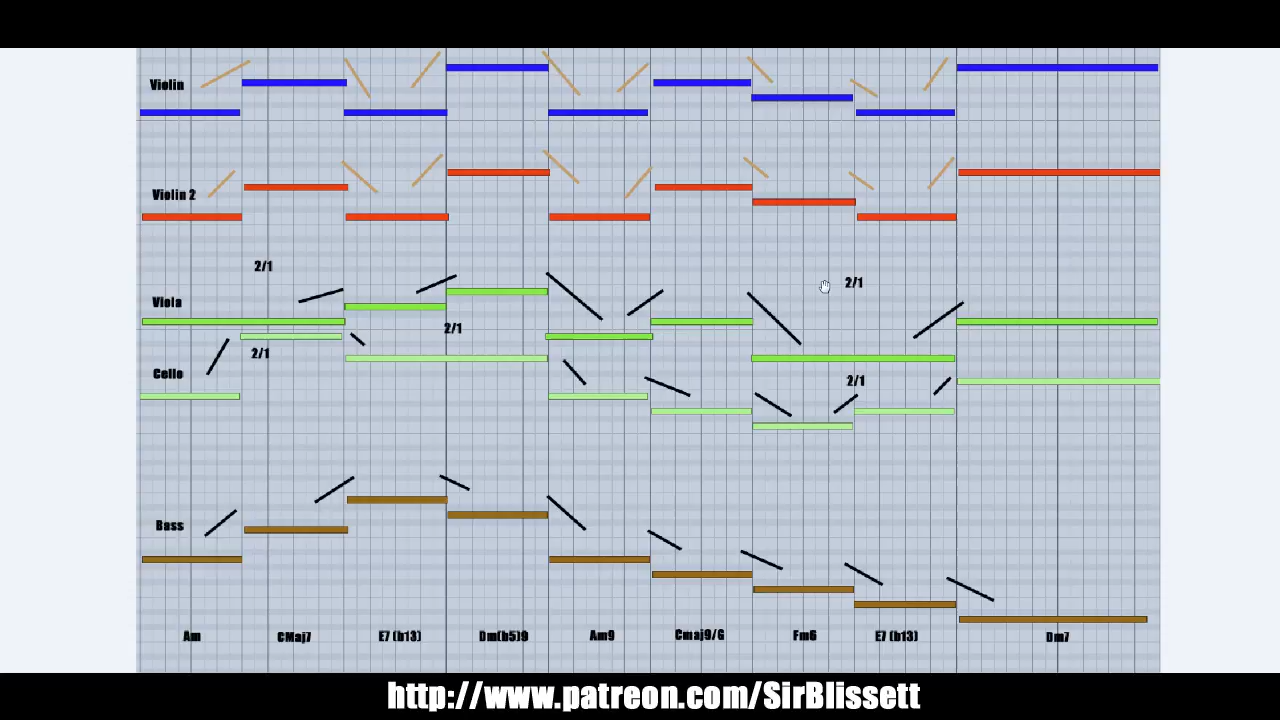 Violin
Violin 2
2/1
2/1
Viola
2/1
2/1
Cello
2/1
Bass
Am CMaj7 E7 (b13) Dm(b5)9 Am9 Cmaj9/G Fm6 E7 (b13) Dm7
http://www.patreon.com/SirBlissett